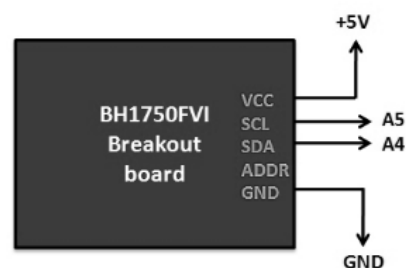 +5V
VCC
BH1750FVI
SCL
A5
Breakout
SDA
A4
board
ADDR
GND
GND